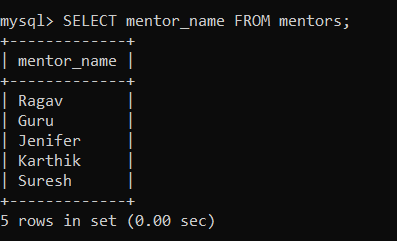 mysql> SELECT mentor_name FROM mentors;
+-------------+
| mentor_name |
+-------------+
| Ragav       |
| Guru        |
| Jenifer     |
| Karthik     |
| Suresh      |
+-------------+
5 rows in set (0.00 sec)